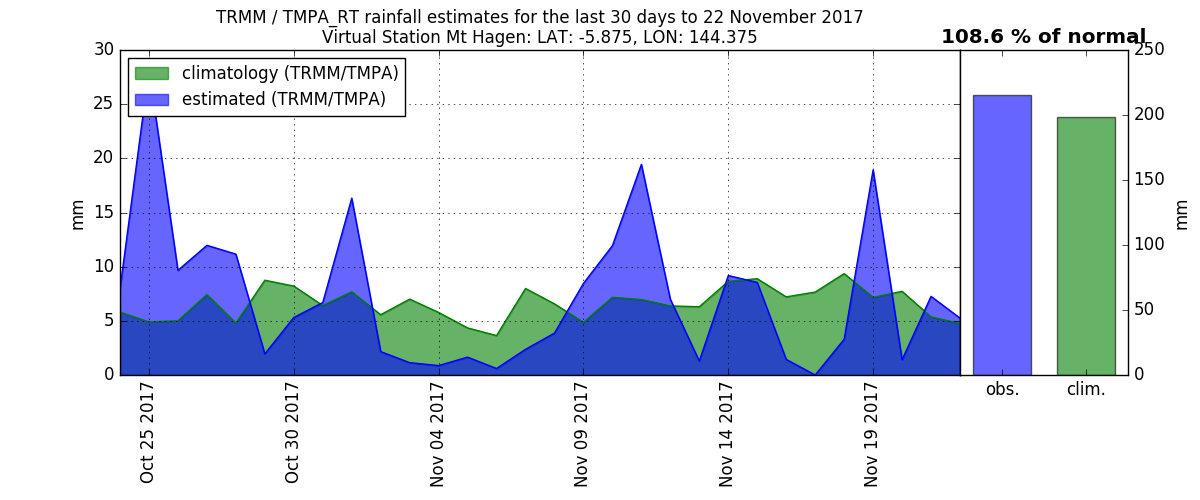 TRMM / TMPA_RT rainfall estimates for the last 30 days to 22 November 2017
Virtual Station Mt Hagen: LAT: -5.875, LON: 144.375
108.6 % of normal
climatology (TRMM/TMPA)
estimated (TRMM/TMPA)
30
25
20
15
10
5
0
mm
Oct 25 2017
Oct 30 2017
Nov 04 2017
Nov 09 2017
Nov 14 2017
Nov 19 2017
obs.
clim.
250
200
150
100
50
0
mm